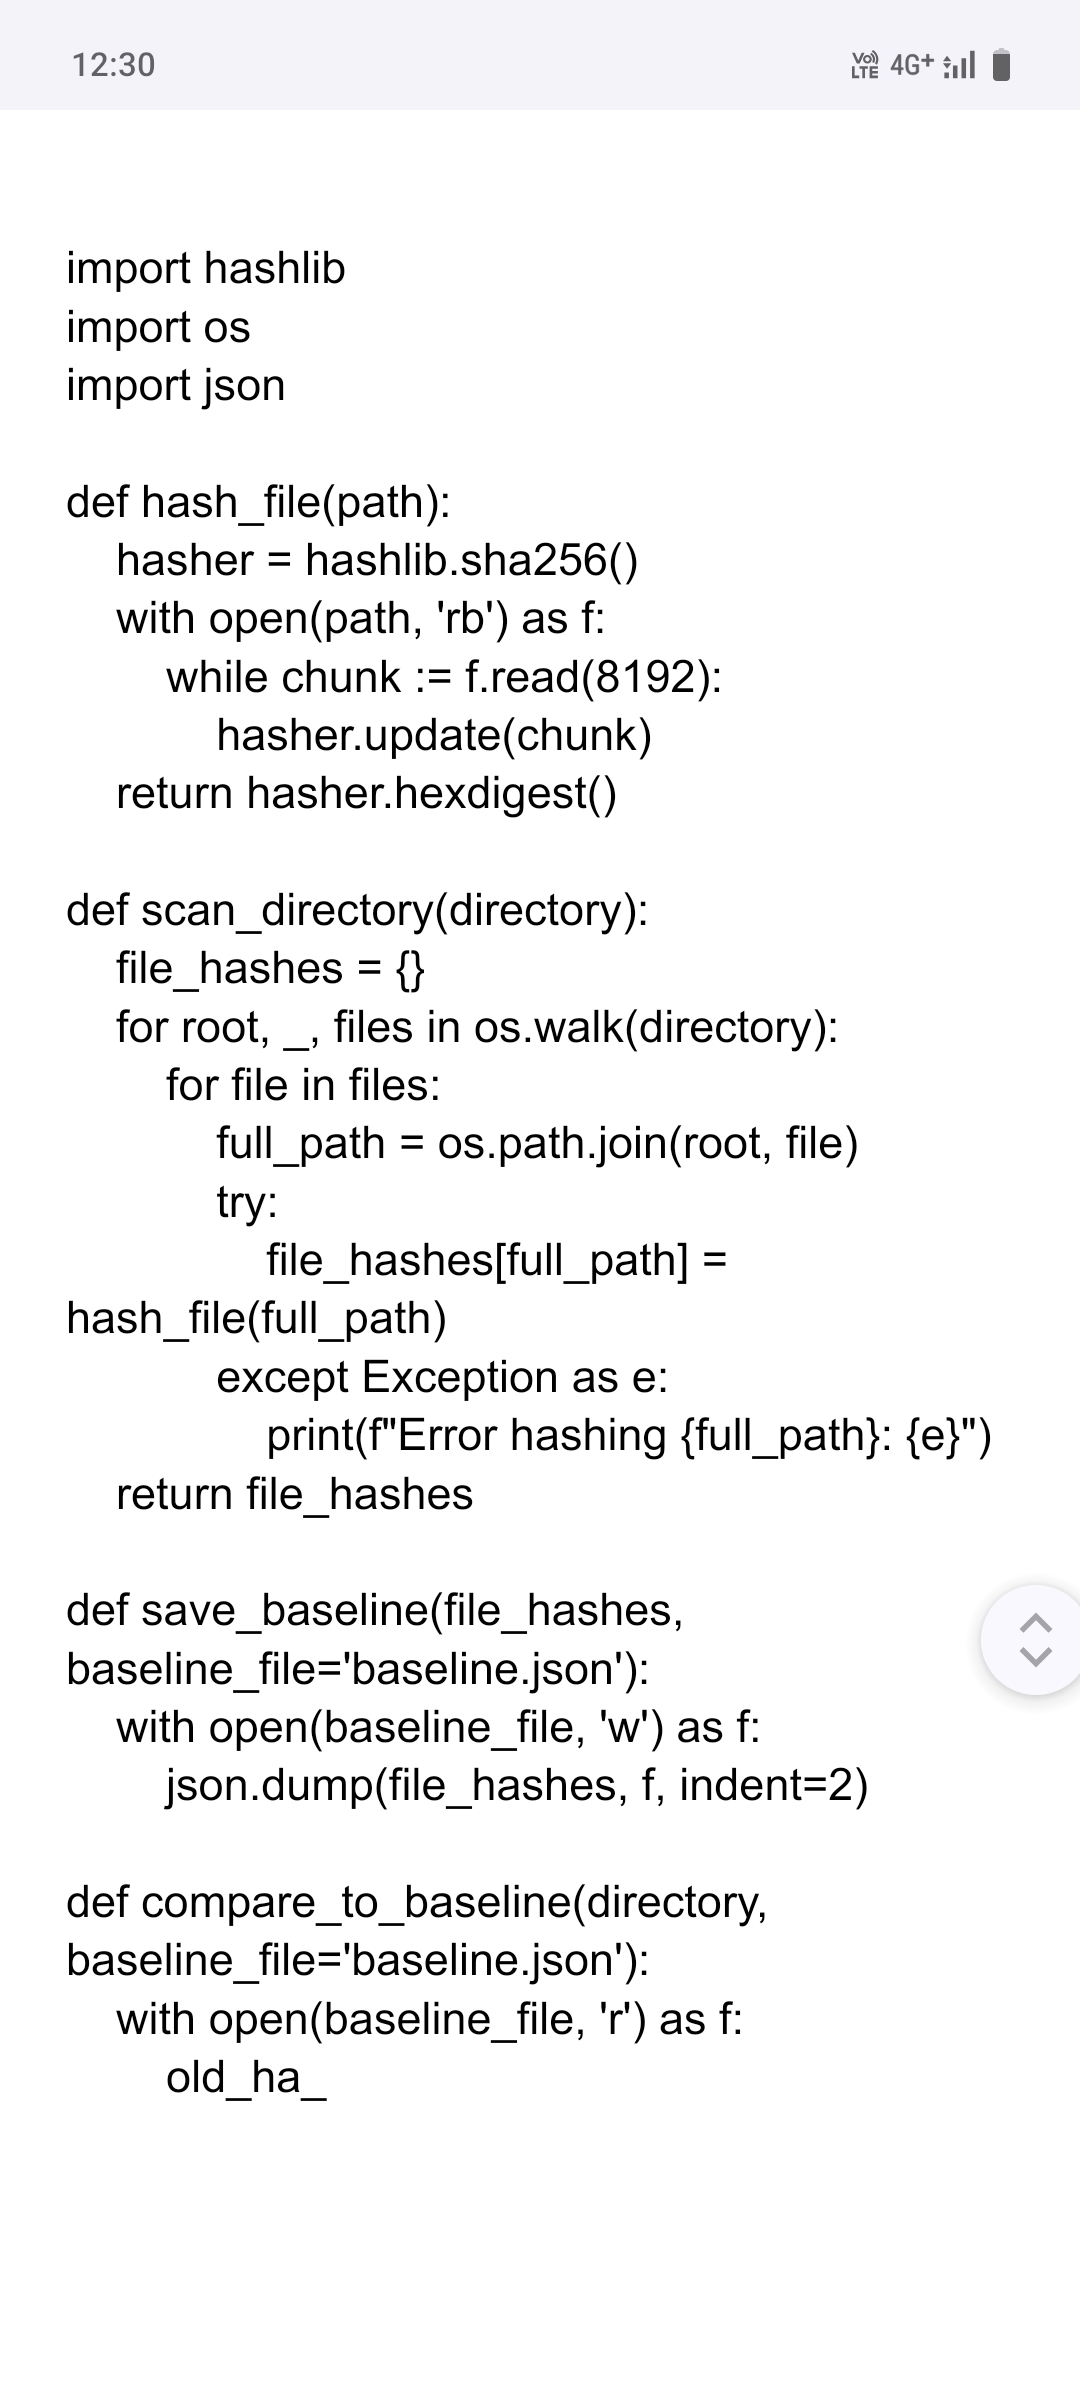 12:30
Vo)) LTE 4G+
import hashlib
import os
import json
def hash_file(path):
    hasher = hashlib.sha256()
    with open(path, 'rb') as f:
        while chunk := f.read(8192):
            hasher.update(chunk)
    return hasher.hexdigest()
def scan_directory(directory):
    file_hashes = {}
    for root, _, files in os.walk(directory):
        for file in files:
            full_path = os.path.join(root, file)
            try:
                file_hashes[full_path] =
hash_file(full_path)
            except Exception as e:
                print(f"Error hashing {full_path}: {e}")
    return file_hashes
def save_baseline(file_hashes,
baseline_file='baseline.json'):
    with open(baseline_file, 'w') as f:
        json.dump(file_hashes, f, indent=2)
def compare_to_baseline(directory,
baseline_file='baseline.json'):
    with open(baseline_file, 'r') as f:
        old_ha_